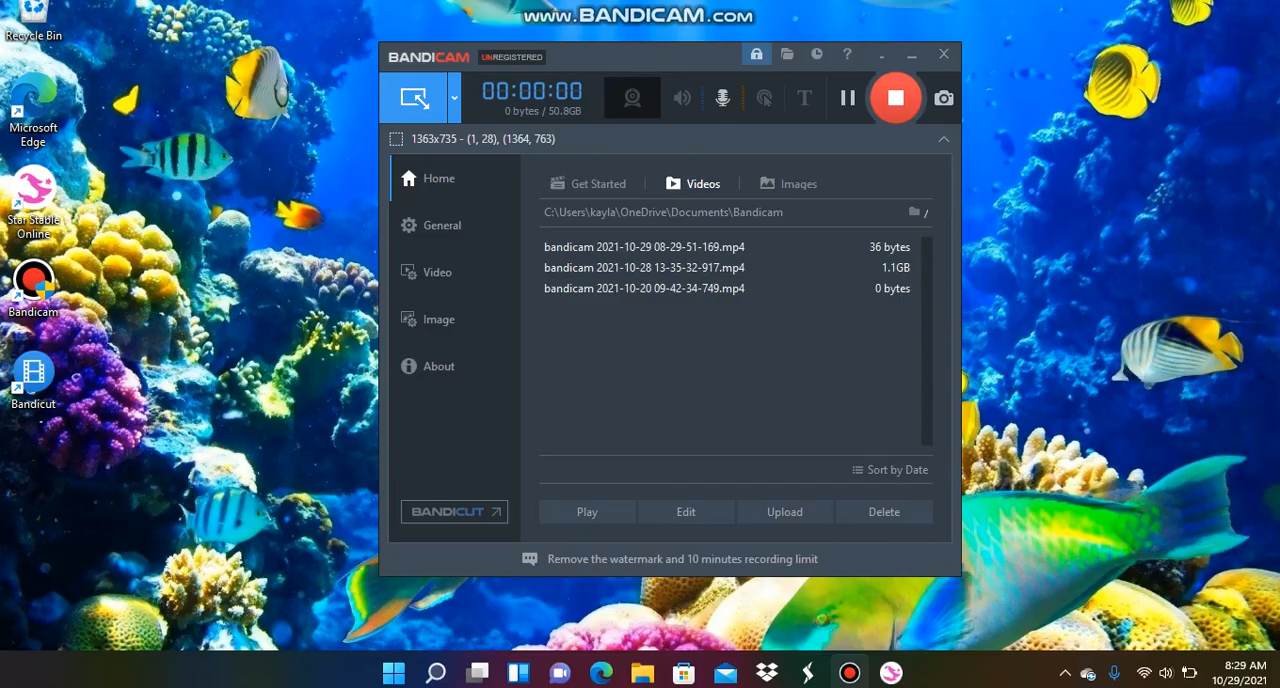 www.BANDICAM.com
Recycle Bin
Microsoft
Edge
Star Stable
Online
Bandicam
Bandicut
BANDICAM UNREGISTERED
?
00:00:00
0 bytes / 50.8GB
T
1363x735 - (1, 28), (1364, 763)
Home
General
Video
Image
About
BANDICUT
Get Started
Videos
Images
C:\Users\kayla\OneDrive\Documents\Bandicam
/
bandicam 2021-10-29 08-29-51-169.mp4 36 bytes
bandicam 2021-10-28 13-35-32-917.mp4 1.1GB
bandicam 2021-10-20 09-42-34-749.mp4 0 bytes
Sort by Date
Play Edit Upload Delete
Remove the watermark and 10 minutes recording limit
8:29 AM
10/29/2021